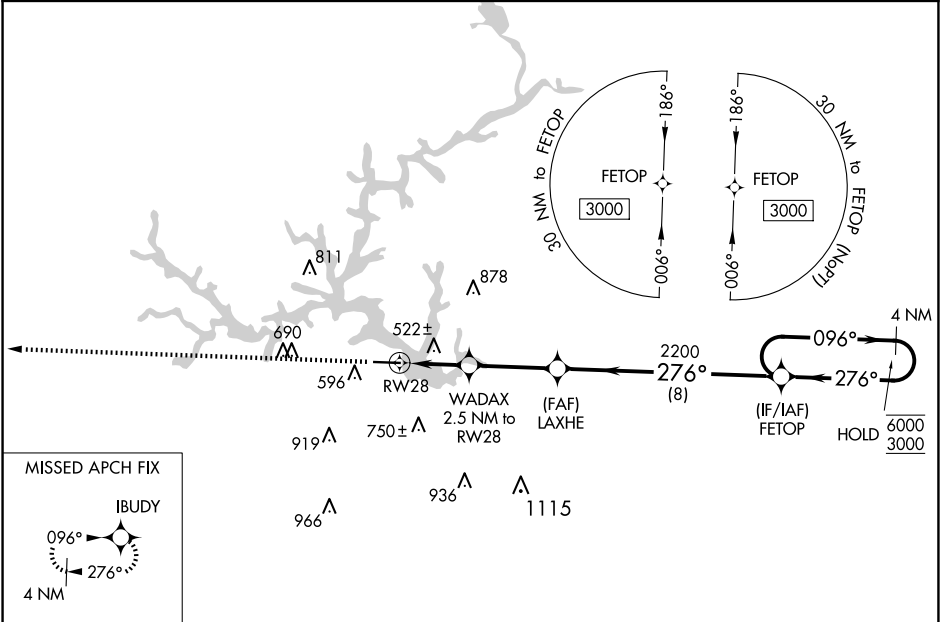 30 NM to FETOP
186°
FETOP
3000
006°
186°
FETOP
3000
006°
30 NM to FETOP (NoPT)
811
878
690
522±
596
RW28
WADAX
2.5 NM to
RW28
(FAF)
LAXHE
2200
276°
(8)
(IF/IAF)
FETOP
096°
276°
4 NM
HOLD
6000
3000
919
750±
936
1115
966
MISSED APCH FIX
IBUDY
096°
276°
4 NM